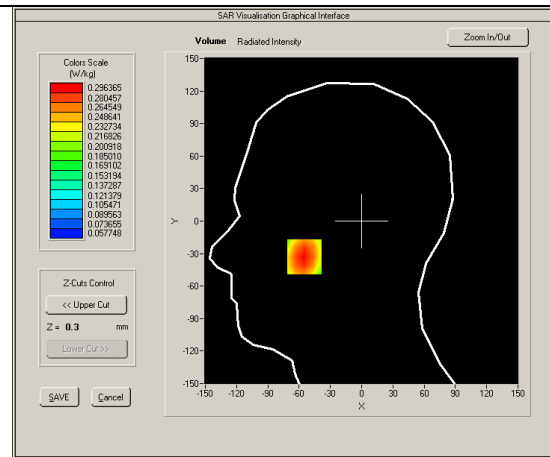 SAR Visualisation Graphical Interface
Volume Radiated Intensity
Zoom In/Out
Colors Scale
(W/kg)
0.296365
0.280457
0.264549
0.248641
0.232734
0.216826
0.200918
0.185010
0.169102
0.153194
0.137287
0.121379
0.105471
0.089563
0.073655
0.057748
Z-Cuts Control
<< Upper Cut
Z = 0.3 mm
Lower Cut >>
SAVE Cancel
150-
120-
90-
60-
30-
0-
-30-
-60-
-90-
-120-
-150-
Y
-150 -120 -90 -60 -30 0 30 60 90 120 150
X